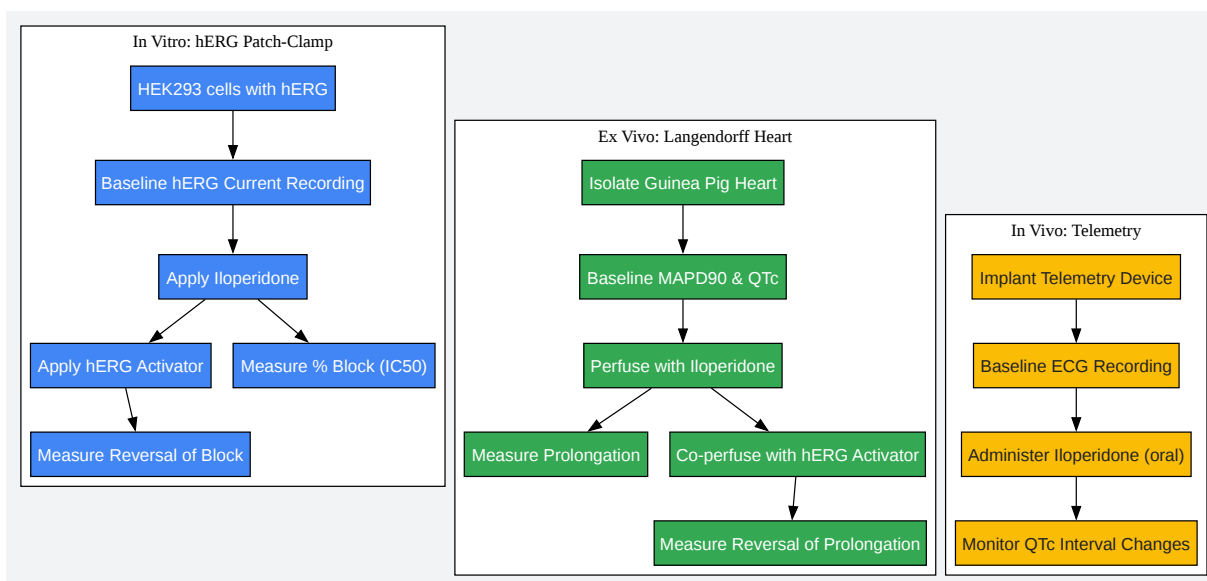 In Vitro: hERG Patch-Clamp
HEK293 cells with hERG
Baseline hERG Current Recording
Apply Iloperidone
Apply hERG Activator
Measure % Block (IC50)
Measure Reversal of Block
Ex Vivo: Langendorff Heart
Isolate Guinea Pig Heart
Baseline MAPD90 & QTc
Perfuse with Iloperidone
Measure Prolongation
Co-perfuse with hERG Activator
Measure Reversal of Prolongation
In Vivo: Telemetry
Implant Telemetry Device
Baseline ECG Recording
Administer Iloperidone (oral)
Monitor QTc Interval Changes